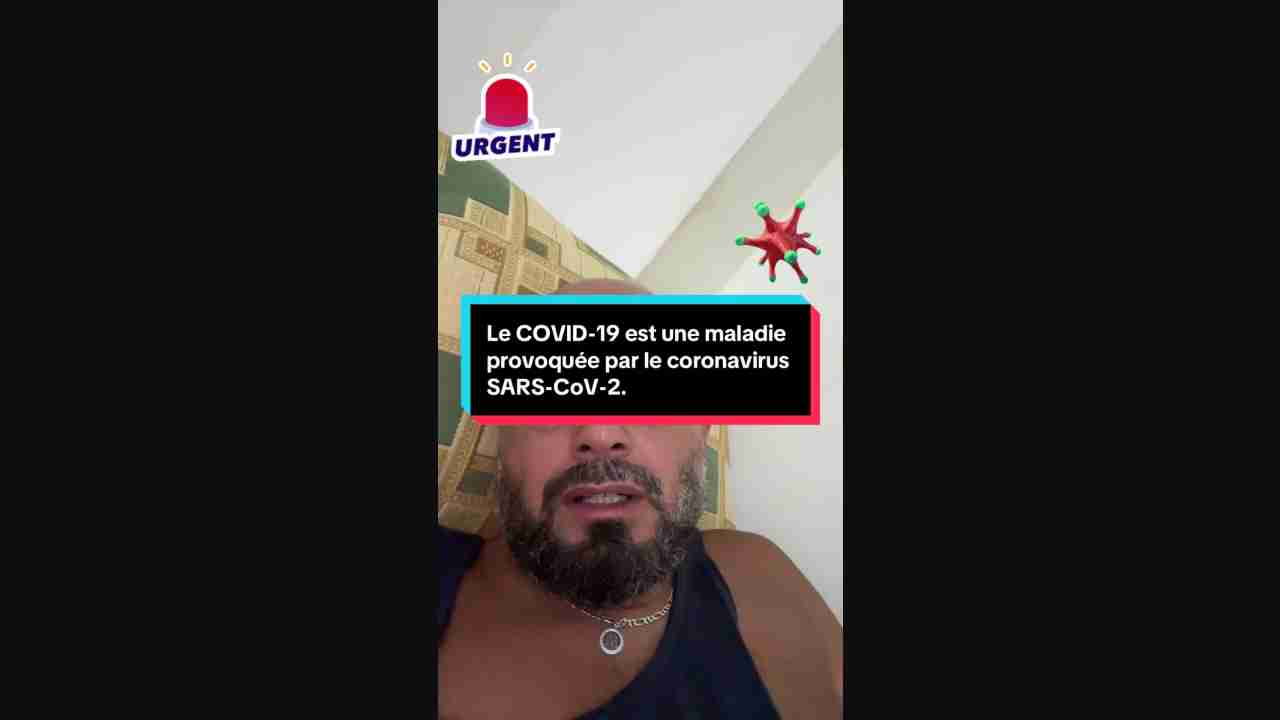 URGENT
Le COVID-19 est une maladie
provoquée par le coronavirus
SARS-CoV-2.